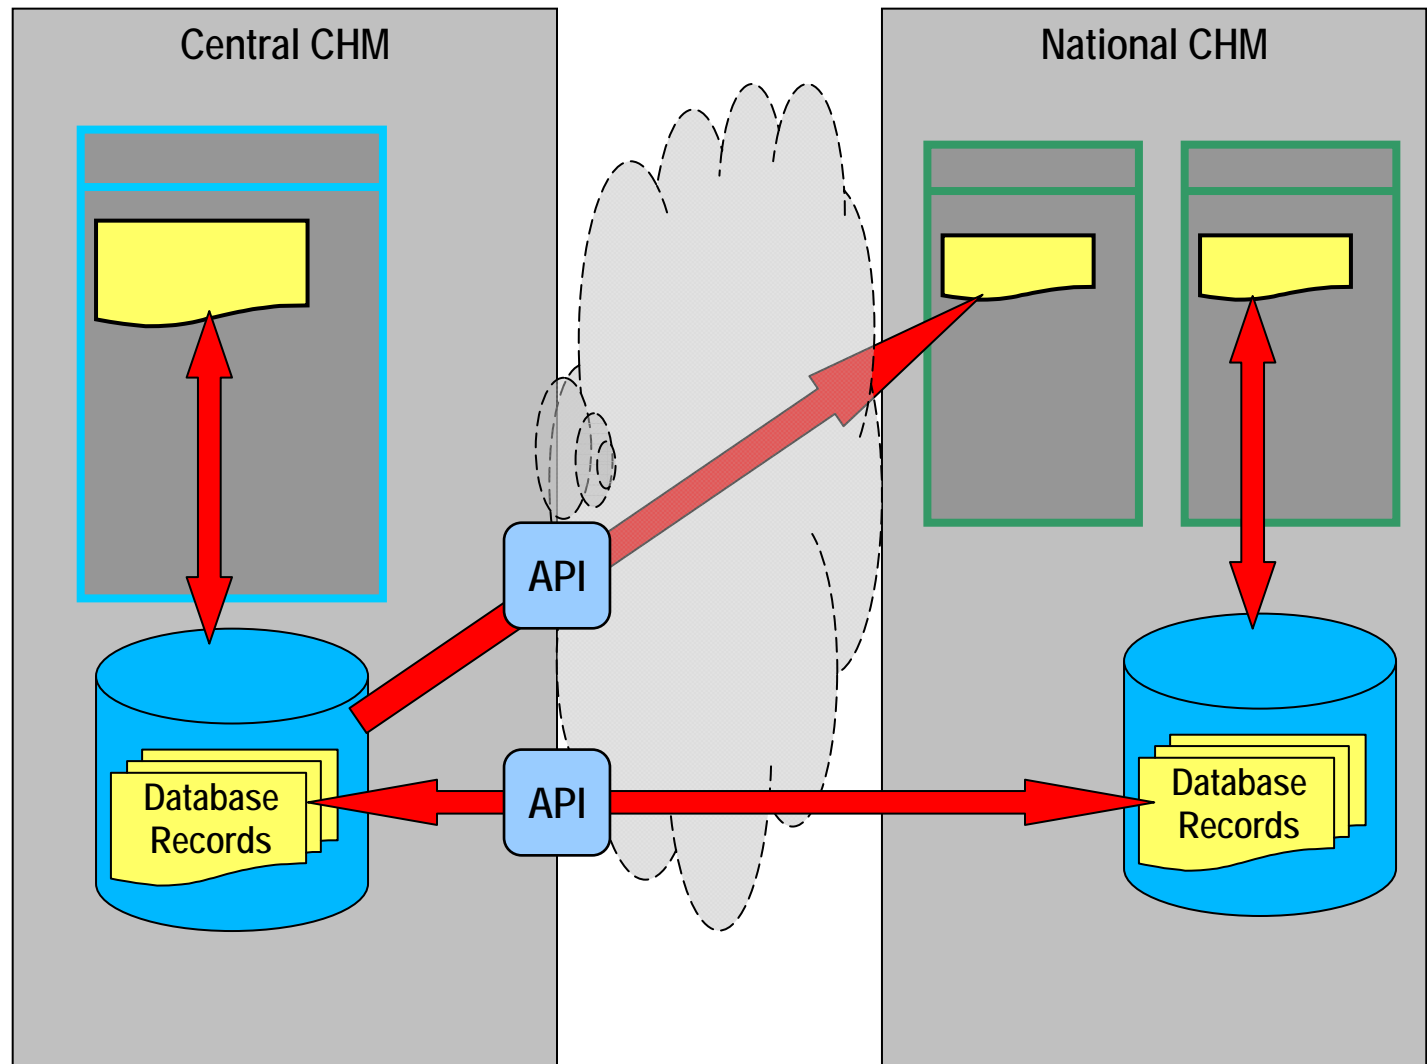 Central CHM
National CHM
API
API
Database
Records
Database
Records